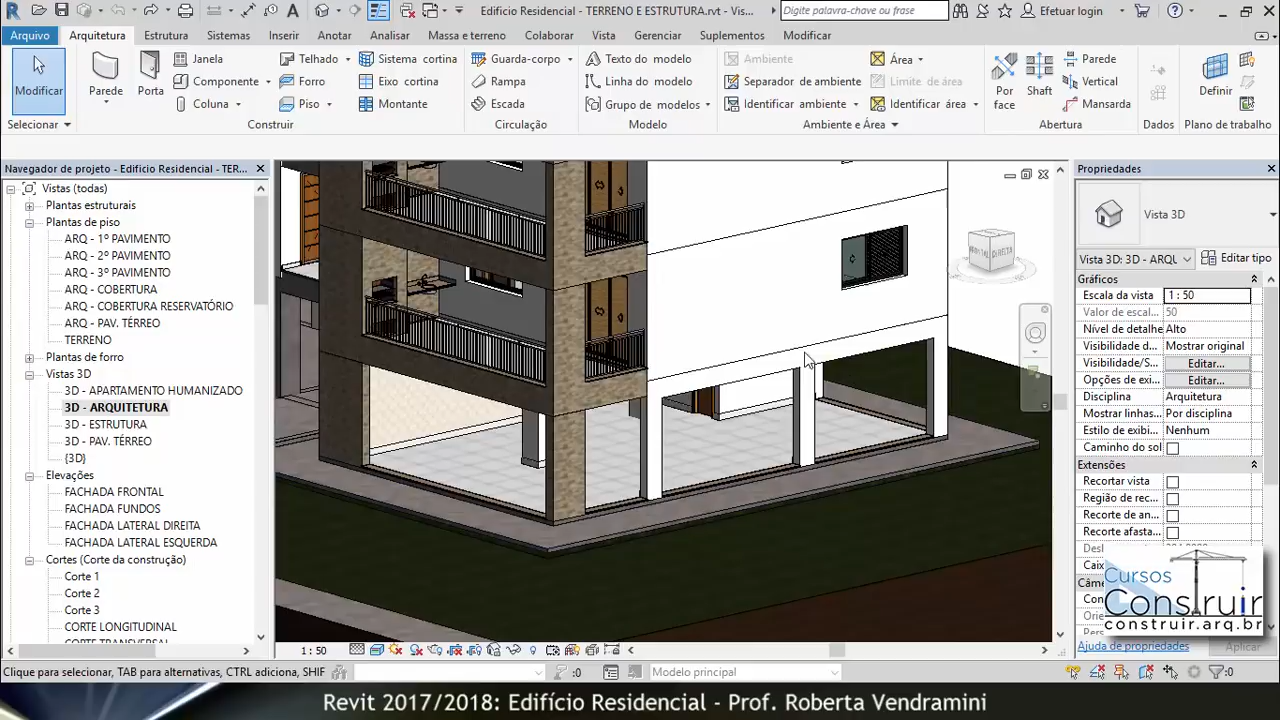 Edificio Residencial - TERRENO E ESTRUTURA.rvt - Vis...
Digite palavra-chave ou frase
Efetuar login
Arquivo Arquitetura Estrutura Sistemas Inserir Anotar Analisar Massa e terreno Colaborar Vista Gerenciar Suplementos Modificar
Modificar
Parede
Porta
Janela
Componente
Coluna
Telhado
Forro
Piso
Sistema cortina
Eixo cortina
Montante
Guarda-corpo
Rampa
Escada
Texto do modelo
Linha do modelo
Grupo de modelos
Ambiente
Separador de ambiente
Identificar ambiente
Área
Limite de área
Identificar área
Por
face
Shaft
Parede
Vertical
Mansarda
Definir
Selecionar
Construir
Circulação
Modelo
Ambiente e Área
Abertura
Dados
Plano de trabalho
Navegador de projeto - Edificio Residencial - TERR...
Vistas (todas)
Plantas estruturais
Plantas de piso
ARQ - 1º PAVIMENTO
ARQ - 2º PAVIMENTO
ARQ - 3º PAVIMENTO
ARQ - COBERTURA
ARQ - COBERTURA RESERVATÓRIO
ARQ - PAV. TÉRREO
TERRENO
Plantas de forro
Vistas 3D
3D - APARTAMENTO HUMANIZADO
3D - ARQUITETURA
3D - ESTRUTURA
3D - PAV. TÉRREO
{3D}
Elevações
FACHADA FRONTAL
FACHADA FUNDOS
FACHADA LATERAL DIREITA
FACHADA LATERAL ESQUERDA
Cortes (Corte da construção)
Corte 1
Corte 2
Corte 3
CORTE LONGITUDINAL
CORTE TRANSVERSAL
FRONTAL
DIREITA
Propriedades
Vista 3D
Vista 3D: 3D - ARQU
Editar tipo
Gráficos
Escala da vista 1 : 50
Valor de escal... 50
Nível de detalhe Alto
Visibilidade d... Mostrar original
Visibilidade/S... Editar...
Opções de exi... Editar...
Disciplina Arquitetura
Mostrar linhas... Por disciplina
Estilo de exibi... Nenhum
Caminho do sol
Extensões
Recortar vista
Região de rec...
Recorte de an...
Recorte afasta...
Caix
Câme
Con
Orie
Ajuda de propriedades
Aplicar
Cursos
Construir
construir.arq.br
1 : 50
Clique para selecionar, TAB para alternativas, CTRL adiciona, SHIF
:0
Modelo principal
:0
Revit 2017/2018: Edifício Residencial - Prof. Roberta Vendramini